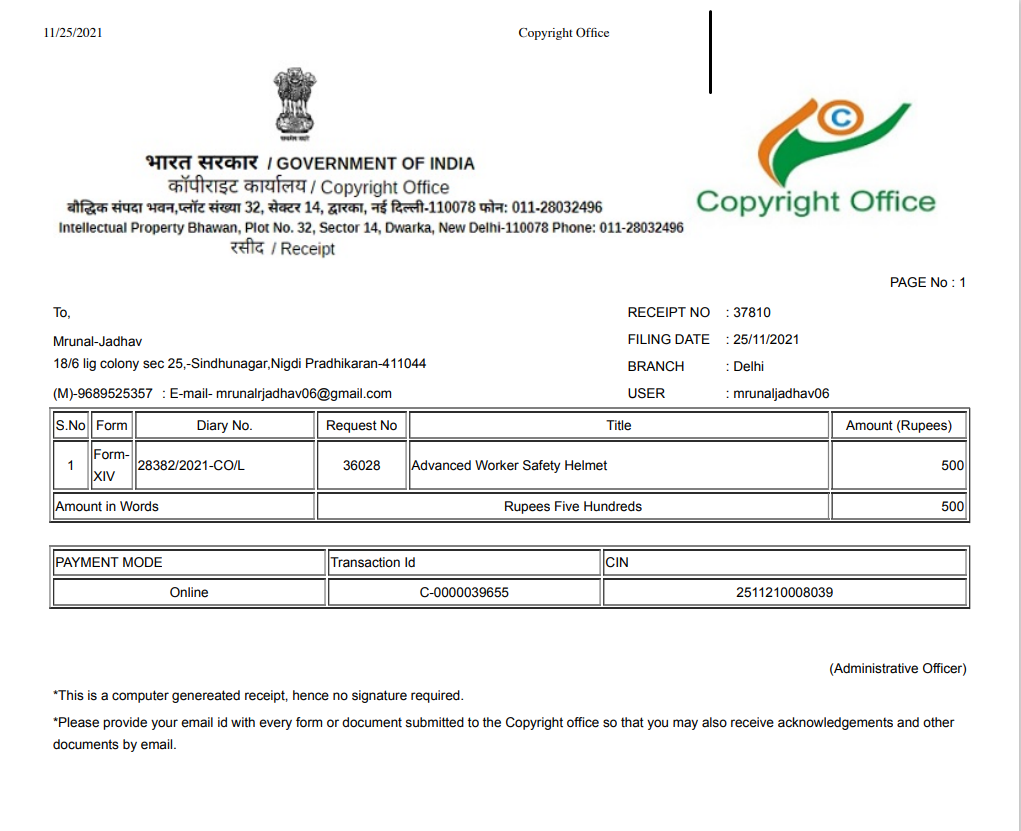 11/25/2021 Copyright Office
भारत सरकार / GOVERNMENT OF INDIA
कॉपीराइट कार्यालय / Copyright Office
बौद्धिक संपदा भवन,प्लॉट संख्या 32, सेक्टर 14, द्वारका, नई दिल्ली-110078 फोन: 011-28032496
Intellectual Property Bhawan, Plot No. 32, Sector 14, Dwarka, New Delhi-110078 Phone: 011-28032496
रसीद / Receipt
C
Copyright Office
PAGE No : 1
To,
Mrunal-Jadhav
18/6 lig colony sec 25,-Sindhunagar,Nigdi Pradhikaran-411044
(M)-9689525357 : E-mail- mrunalrjadhav06@gmail.com
RECEIPT NO : 37810
FILING DATE : 25/11/2021
BRANCH : Delhi
USER : mrunaljadhav06
S.No Form Diary No. Request No Title Amount (Rupees)
1 Form-XIV 28382/2021-CO/L 36028 Advanced Worker Safety Helmet 500
Amount in Words Rupees Five Hundreds 500
PAYMENT MODE Transaction Id CIN
Online C-0000039655 2511210008039
(Administrative Officer)
*This is a computer genereated receipt, hence no signature required.
*Please provide your email id with every form or document submitted to the Copyright office so that you may also receive acknowledgements and other
documents by email.